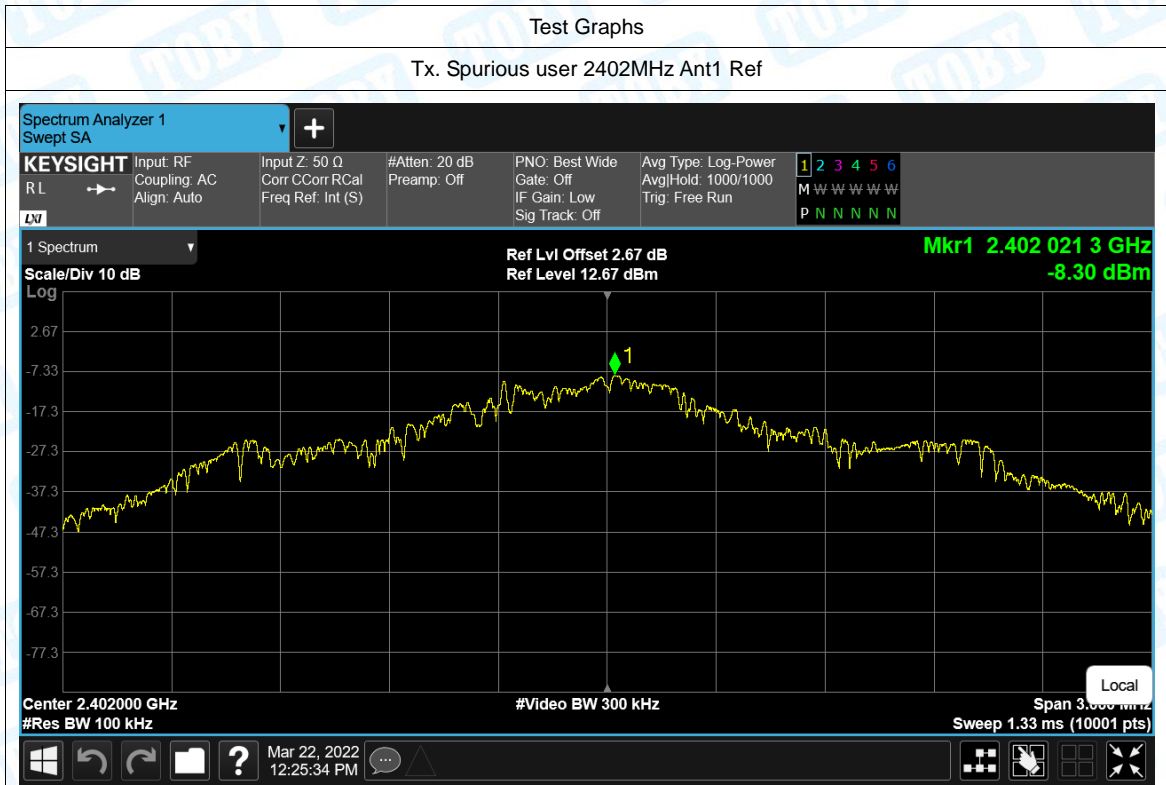 Test Graphs
Tx. Spurious user 2402MHz Ant1 Ref
Spectrum Analyzer 1
Swept SA
+
KEYSIGHT Input: RF Input Z: 50 Ω #Atten: 20 dB PNO: Best Wide Avg Type: Log-Power 1 2 3 4 5 6
R L Coupling: AC Corr CCorr RCal Preamp: Off Gate: Off Avg|Hold: 1000/1000 M W W W W W
Align: Auto Freq Ref: Int (S) IF Gain: Low Trig: Free Run
LXI Sig Track: Off P N N N N N
1 Spectrum Ref Lvl Offset 2.67 dB Mkr1 2.402 021 3 GHz
Scale/Div 10 dB Ref Level 12.67 dBm -8.30 dBm
Log
2.67
-7.33
1
-17.3
-27.3
-37.3
-47.3
-57.3
-67.3
-77.3
Local
Center 2.402000 GHz #Video BW 300 kHz Span 3.000 MHz
#Res BW 100 kHz Sweep 1.33 ms (10001 pts)
? Mar 22, 2022
12:25:34 PM
TOBY